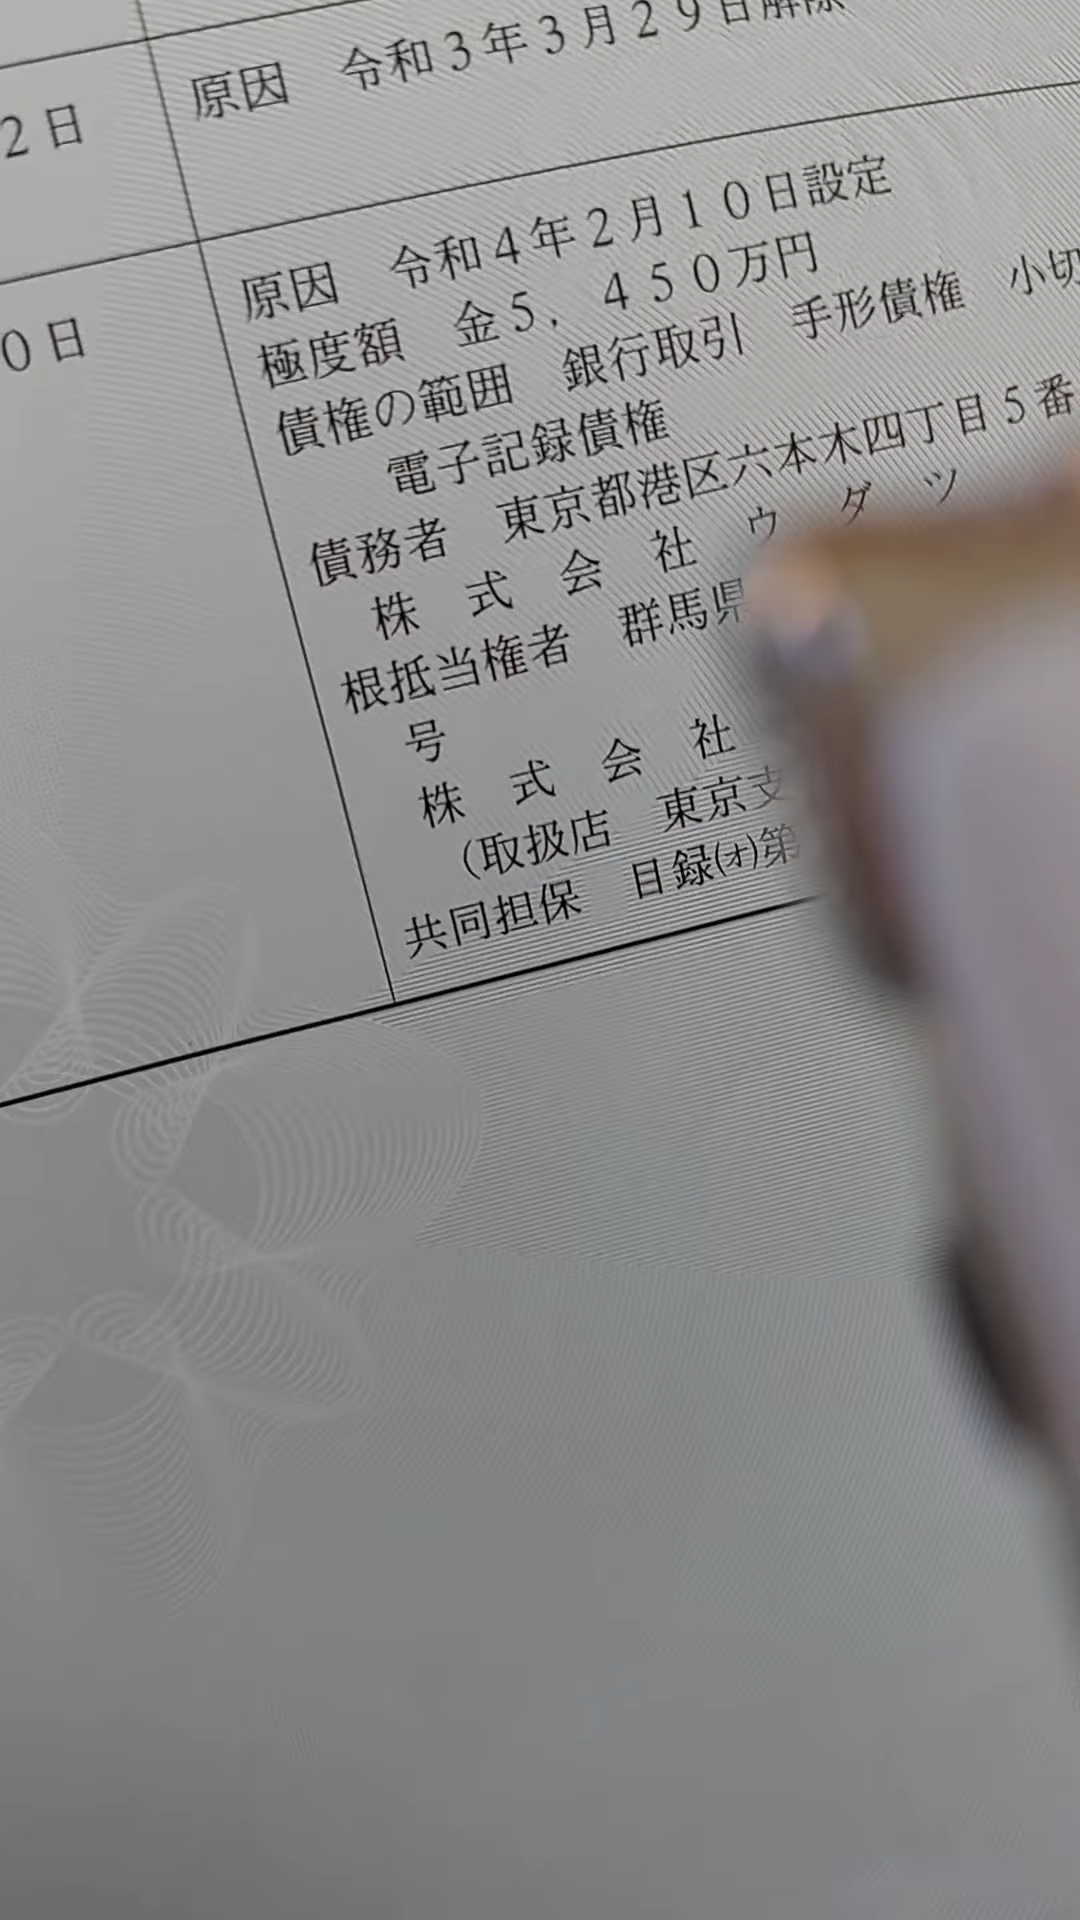 原因　令和3年3月29日解除
2日
原因　令和4年2月10日設定
0日
極度額　金5，450万円
債権の範囲　銀行取引　手形債権　小切
電子記録債権
債務者　東京都港区六本木四丁目5番
株式会社ウダツ
根抵当権者　群馬県
号
株式会社
（取扱店　東京支
共同担保　目録(ォ)第